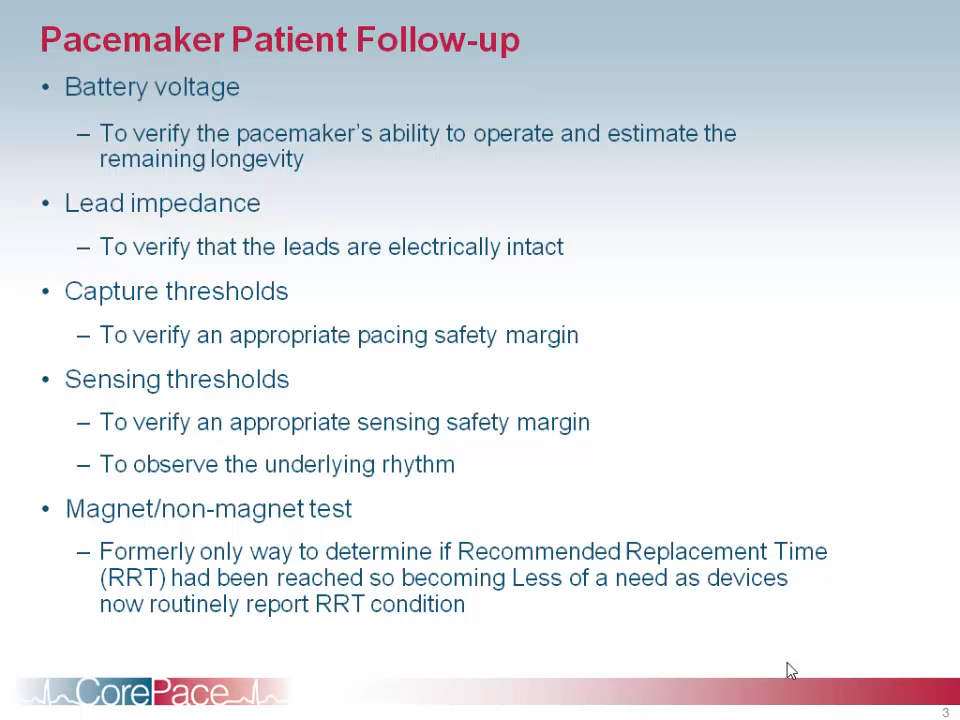 Pacemaker Patient Follow-up
• Battery voltage
– To verify the pacemaker's ability to operate and estimate the
remaining longevity
• Lead impedance
– To verify that the leads are electrically intact
• Capture thresholds
– To verify an appropriate pacing safety margin
• Sensing thresholds
– To verify an appropriate sensing safety margin
– To observe the underlying rhythm
• Magnet/non-magnet test
– Formerly only way to determine if Recommended Replacement Time
(RRT) had been reached so becoming Less of a need as devices
now routinely report RRT condition
CorePace
3